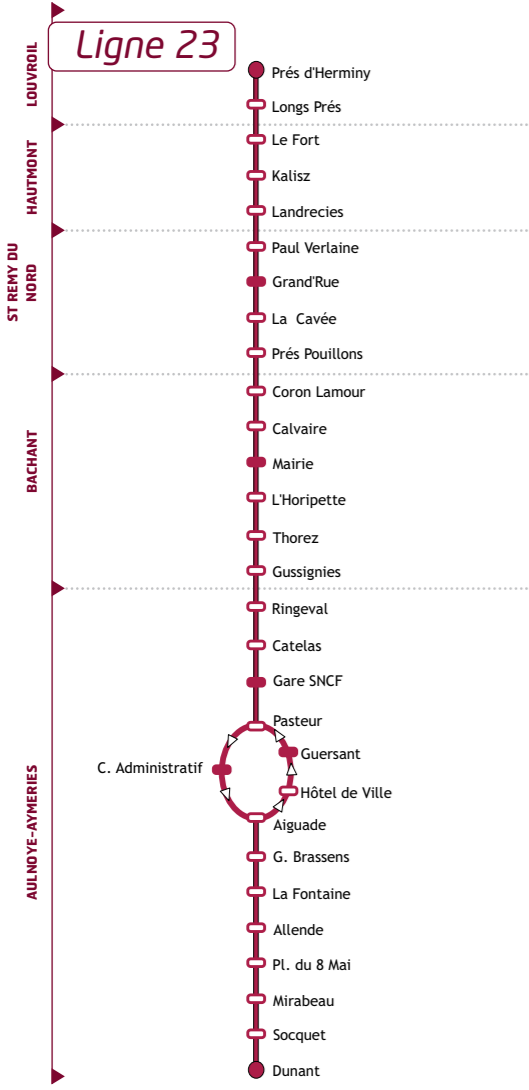 Ligne 23
LOUVROIL
Prés d'Herminy
Longs Prés
HAUTMONT
Le Fort
Kalisz
Landrecies
ST REMY DU
NORD
Paul Verlaine
Grand'Rue
La Cavée
Prés Pouillons
BACHANT
Coron Lamour
Calvaire
Mairie
L'Horipette
Thorez
Gussignies
AULNOYE-AYMERIES
Ringeval
Catelas
Gare SNCF
Pasteur
Guersant
C. Administratif
Hôtel de Ville
Aiguade
G. Brassens
La Fontaine
Allende
Pl. du 8 Mai
Mirabeau
Socquet
Dunant